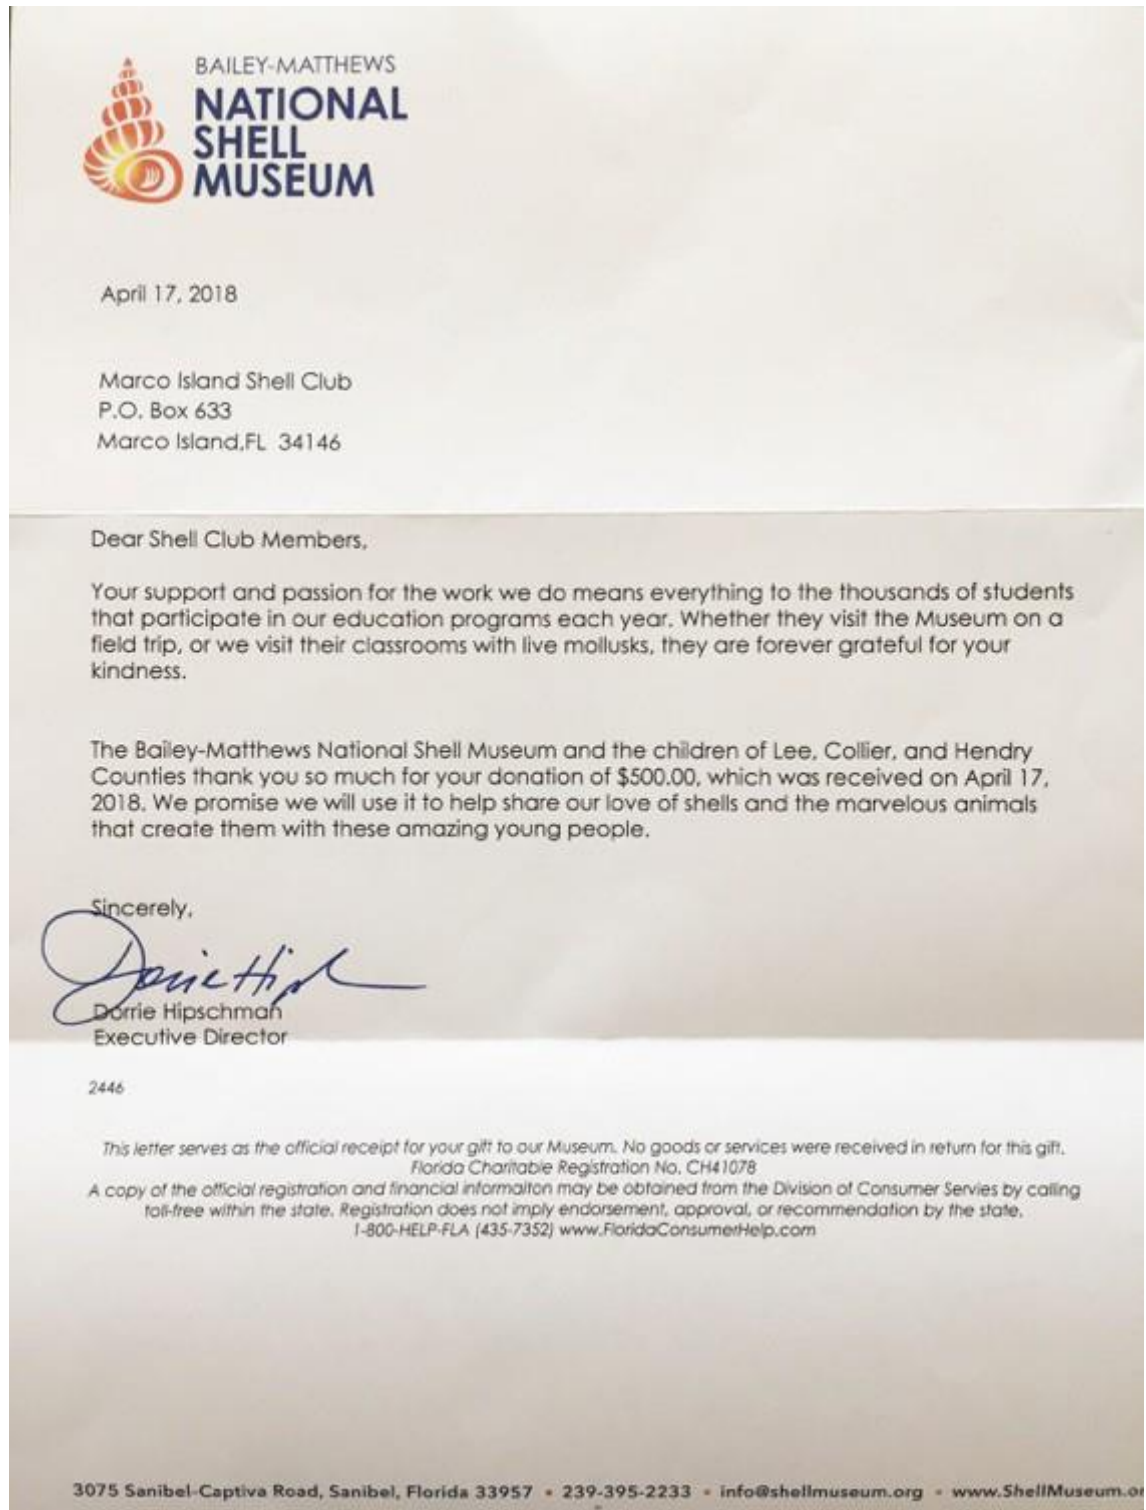 BAILEY-MATTHEWS
NATIONAL
SHELL
MUSEUM
April 17, 2018
Marco Island Shell Club
P.O. Box 633
Marco Island,FL 34146
Dear Shell Club Members,
Your support and passion for the work we do means everything to the thousands of students
that participate in our education programs each year. Whether they visit the Museum on a
field trip, or we visit their classrooms with live mollusks, they are forever grateful for your
kindness.
The Bailey-Matthews National Shell Museum and the children of Lee, Collier, and Hendry
Counties thank you so much for your donation of $500.00, which was received on April 17,
2018. We promise we will use it to help share our love of shells and the marvelous animals
that create them with these amazing young people.
Sincerely,
Dorrie Hipschman
Executive Director
2446
This letter serves as the official receipt for your gift to our Museum. No goods or services were received in return for this gift.
Florida Charitable Registration No. CH41078
A copy of the official registration and financial informaiton may be obtained from the Division of Consumer Servies by calling
toll-free within the state. Registration does not imply endorsement, approval, or recommendation by the state.
1-800-HELP-FLA (435-7352) www.FloridaConsumerHelp.com
3075 Sanibel-Captiva Road, Sanibel, Florida 33957 • 239-395-2233 • info@shellmuseum.org • www.ShellMuseum.or